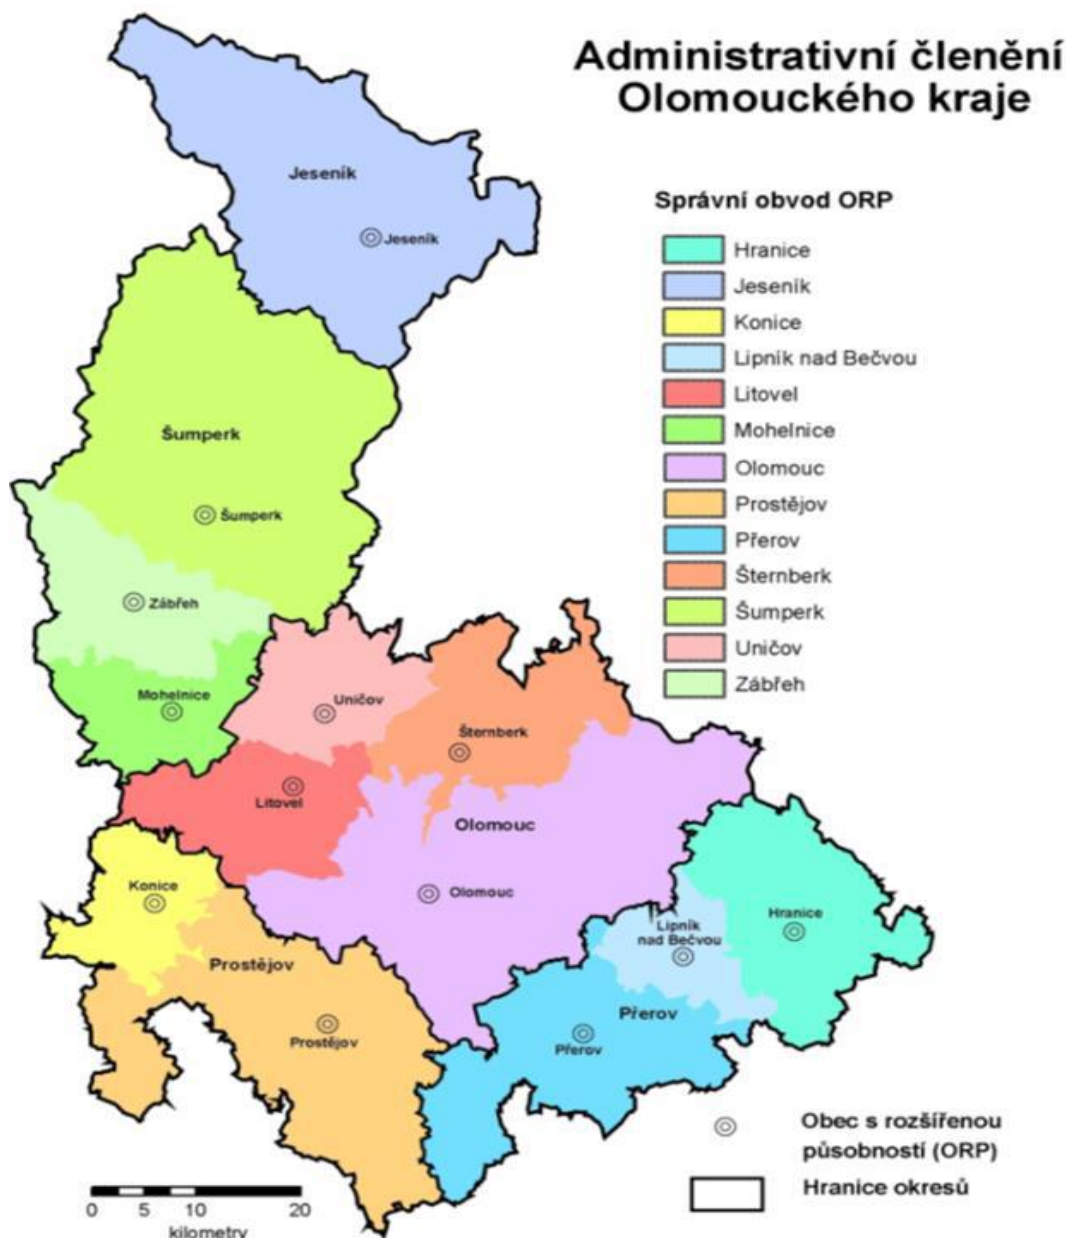 Administrativní členění
Olomouckého kraje
Jeseník
Jeseník
Správní obvod ORP
Hranice
Jeseník
Konice
Lipník nad Bečvou
Litovel
Mohelnice
Olomouc
Prostějov
Přerov
Šternberk
Šumperk
Uničov
Zábřeh
Šumperk
Šumperk
Zábřeh
Mohelnice
Uničov
Šternberk
Litovel
Olomouc
Olomouc
Konice
Hranice
Lipník
nad Bečvou
Prostějov
Prostějov
Přerov
Přerov
Obec s rozšířenou
působností (ORP)
Hranice okresů
0 5 10 20
kilometry